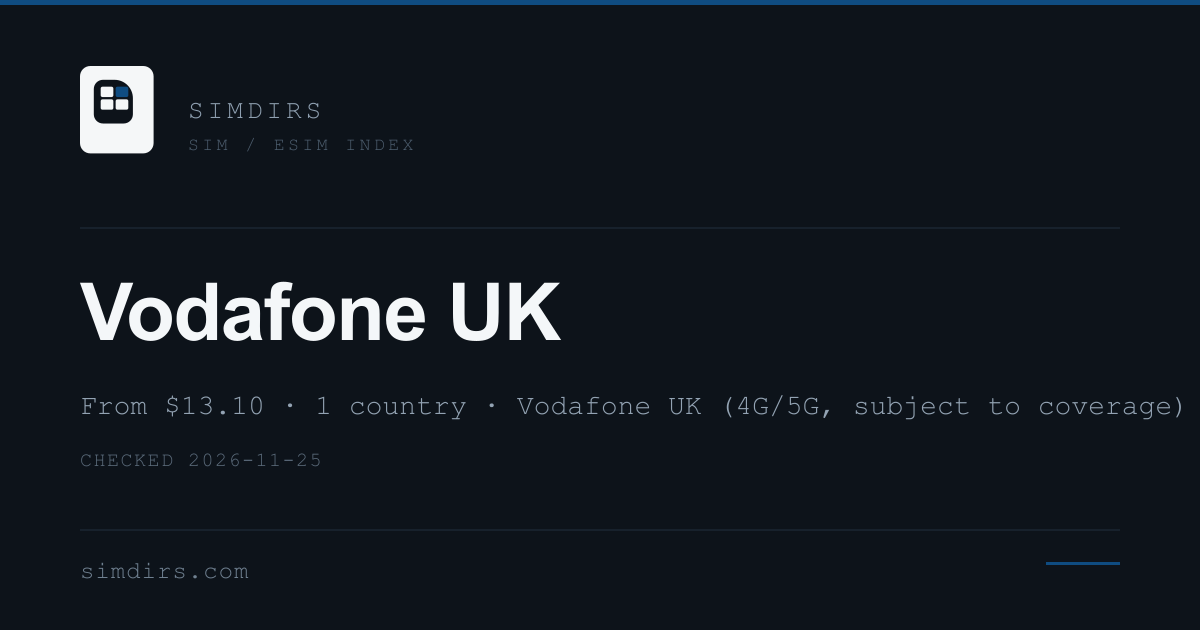 SIMDIRS
SIM / ESIM INDEX
Vodafone UK
From $13.10 · 1 country · Vodafone UK (4G/5G, subject to coverage)
CHECKED 2026-11-25
simdirs.com